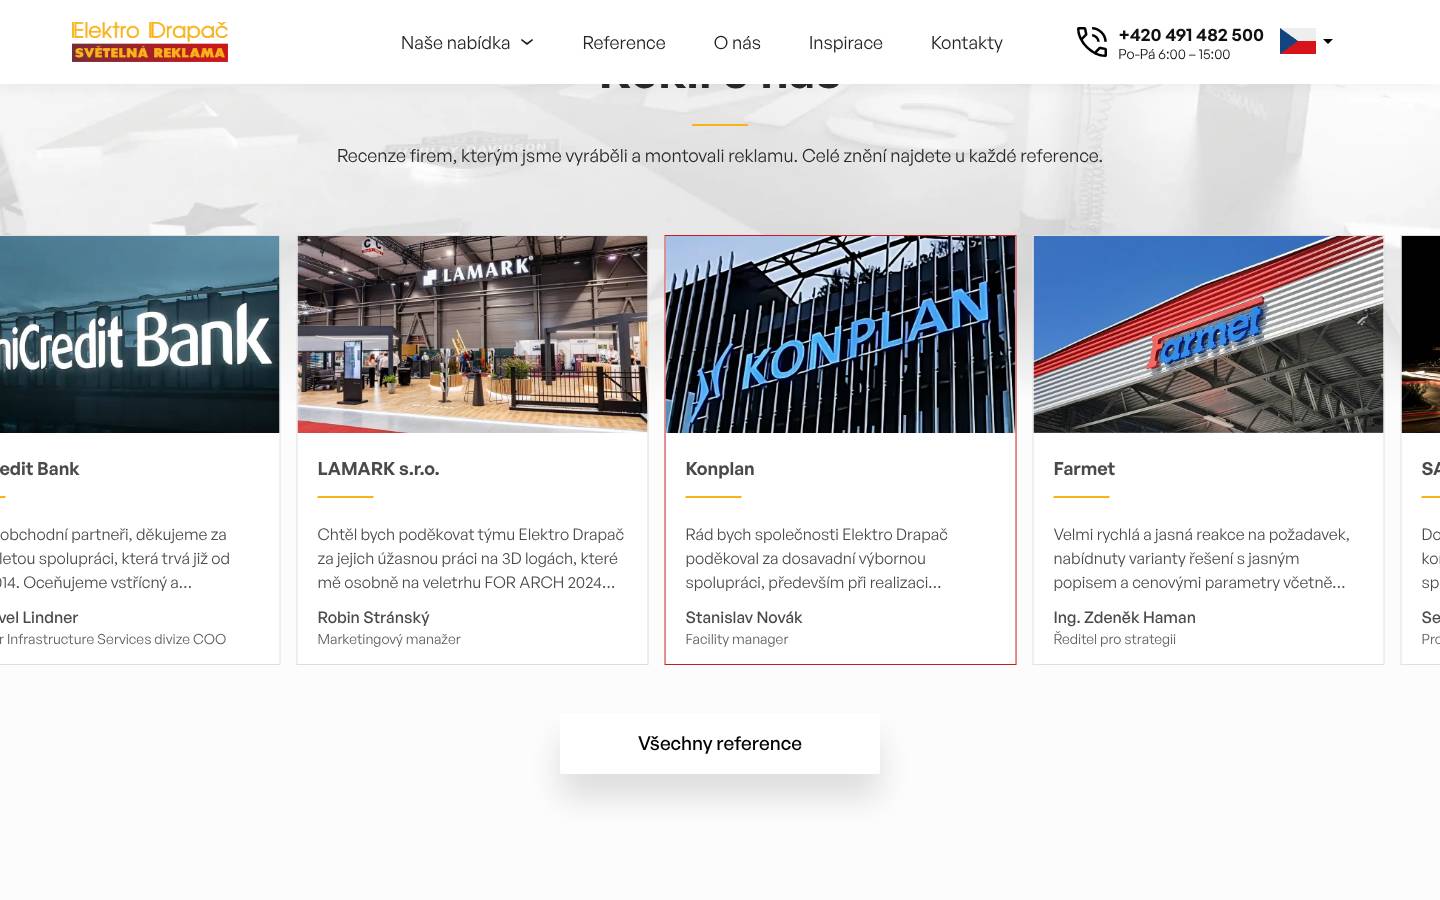 Elektro Drapač
SVĚTELNÁ REKLAMA
Naše nabídka
Reference
O nás
Inspirace
Kontakty
+420 491 482 500
Po-Pá 6:00 – 15:00
Recenze firem, kterým jsme vyráběli a montovali reklamu. Celé znění najdete u každé reference.
niCredit Bank
LAMARK
KONPLAN
Farmet
edit Bank
obchodní partneři, děkujeme za
letou spolupráci, která trvá již od
014. Oceňujeme vstřícný a...
vel Lindner
r Infrastructure Services divize COO
LAMARK s.r.o.
Chtěl bych poděkovat týmu Elektro Drapač
za jejich úžasnou práci na 3D logách, které
mě osobně na veletrhu FOR ARCH 2024...
Robin Stránský
Marketingový manažer
Konplan
Rád bych společnosti Elektro Drapač
poděkoval za dosavadní výbornou
spolupráci, především při realizaci...
Stanislav Novák
Facility manager
Farmet
Velmi rychlá a jasná reakce na požadavek,
nabídnuty varianty řešení s jasným
popisem a cenovými parametry včetně...
Ing. Zdeněk Haman
Ředitel pro strategii
Všechny reference